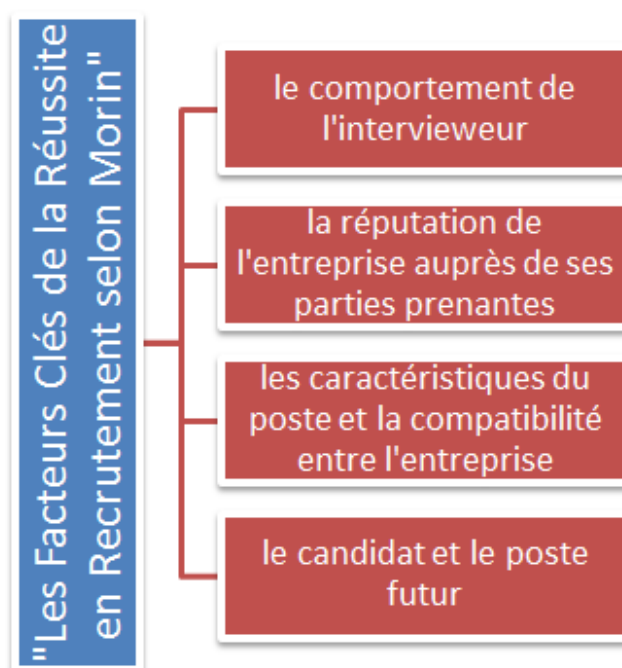 "Les Facteurs Clés de la Réussite
en Recrutement selon Morin"
le comportement de
l'intervieweur
la réputation de
l'entreprise auprès de ses
parties prenantes
les caractéristiques du
poste et la compatibilité
entre l'entreprise
le candidat et le poste
futur